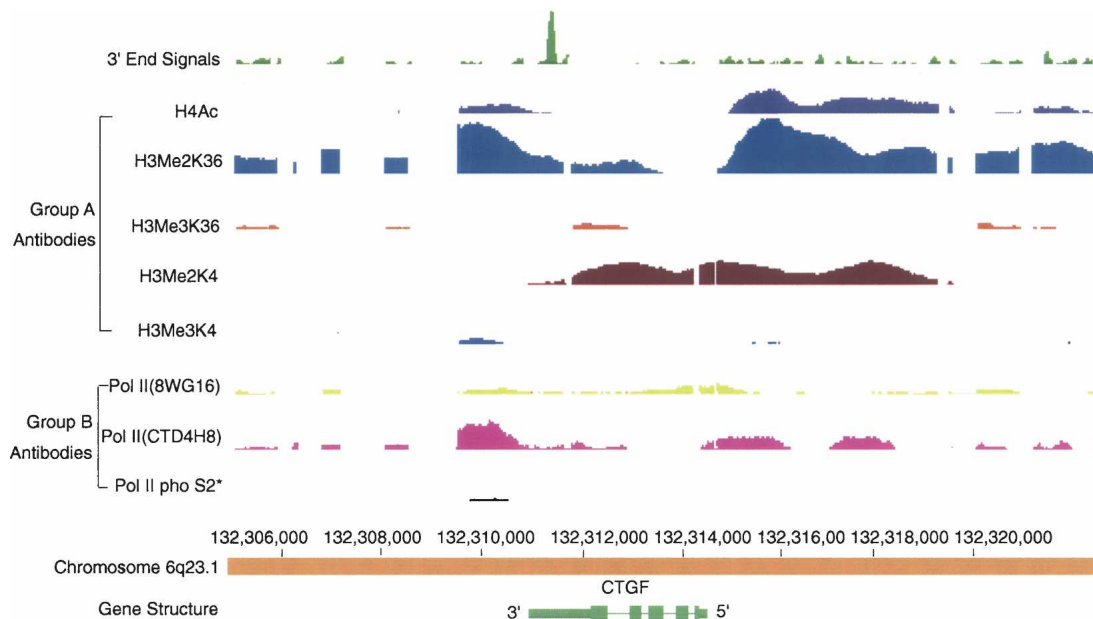 3' End Signals
H4Ac
H3Me2K36
Group A
Antibodies
H3Me3K36
H3Me2K4
H3Me3K4
Pol II(8WG16)
Group B
Antibodies
Pol II(CTD4H8)
Pol II pho S2*
132,306,000 132,308,000 132,310,000 132,312,000 132,314,000 132,316,00 132,318,000 132,320,000
Chromosome 6q23.1
CTGF
Gene Structure 3' 5'